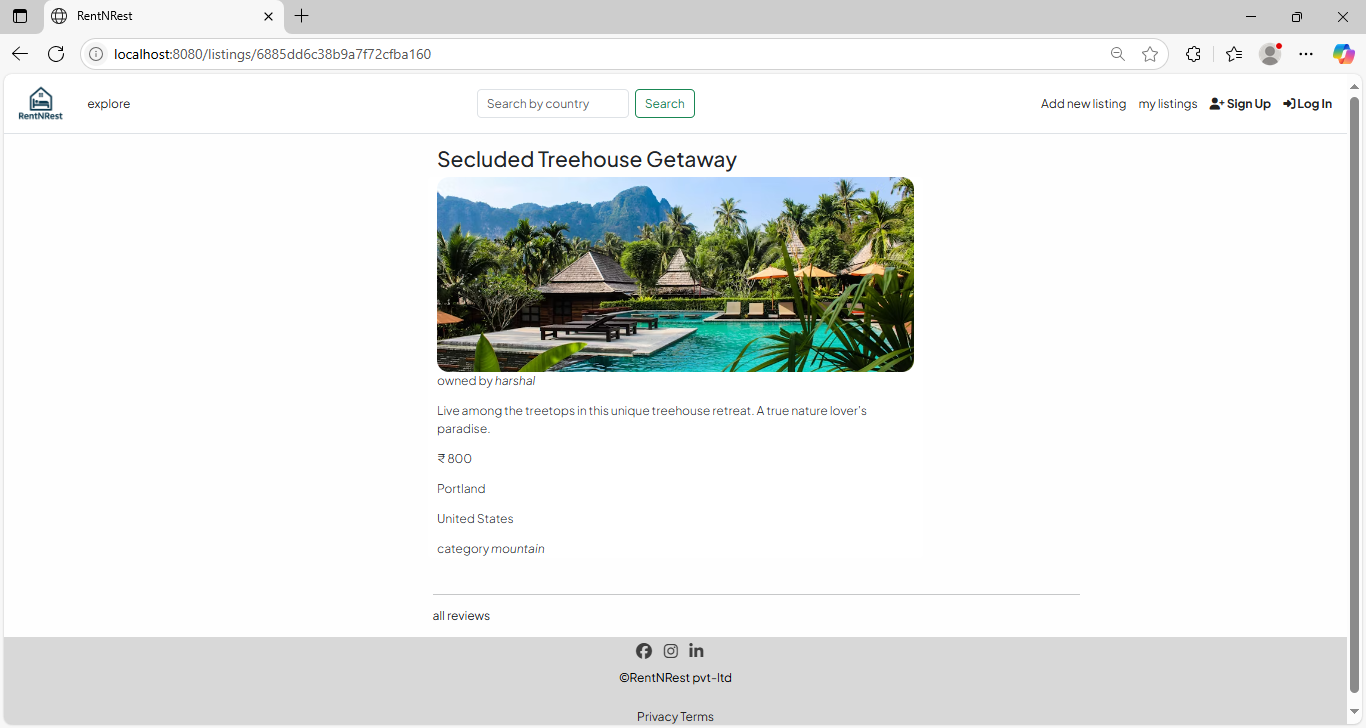 RentNRest
localhost:8080/listings/6885dd6c38b9a7f72cfba160
RentNRest
explore
Search by country
Search
Add new listing
my listings
Sign Up
Log In
Secluded Treehouse Getaway
owned by harshal
Live among the treetops in this unique treehouse retreat. A true nature lover's
paradise.
₹ 800
Portland
United States
category mountain
all reviews
©RentNRest pvt-ltd
Privacy Terms